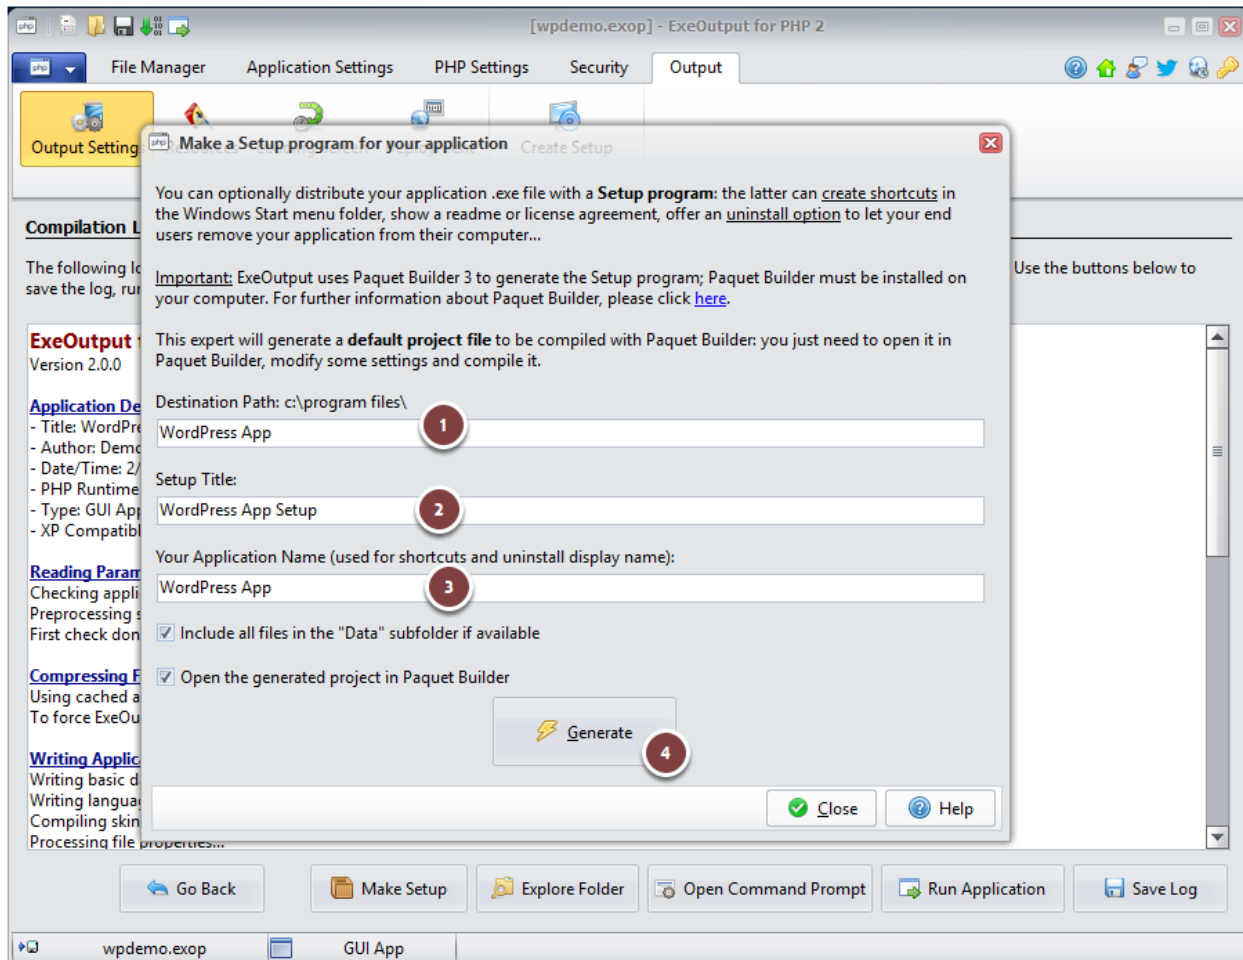 [wpdemo.exop] - ExeOutput for PHP 2
php
File Manager Application Settings PHP Settings Security Output
Output Settings Create Setup
Make a Setup program for your application
You can optionally distribute your application .exe file with a Setup program: the latter can create shortcuts in
the Windows Start menu folder, show a readme or license agreement, offer an uninstall option to let your end
users remove your application from their computer...
Important: ExeOutput uses Paquet Builder 3 to generate the Setup program; Paquet Builder must be installed on
your computer. For further information about Paquet Builder, please click here.
This expert will generate a default project file to be compiled with Paquet Builder: you just need to open it in
Paquet Builder, modify some settings and compile it.
Destination Path: c:\program files\
WordPress App
1
Setup Title:
WordPress App Setup
2
Your Application Name (used for shortcuts and uninstall display name):
WordPress App
3
Include all files in the "Data" subfolder if available
Open the generated project in Paquet Builder
Generate
4
Close Help
Compilation L
The following lo
save the log, rur
Use the buttons below to
ExeOutput
Version 2.0.0
Application De
- Title: WordPre
- Author: Demo
- Date/Time: 2/
- PHP Runtime
- Type: GUI App
- XP Compatibl
Reading Param
Checking appli
Preprocessing s
First check don
Compressing F
Using cached a
To force ExeOu
Writing Applic
Writing basic d
Writing langua
Compiling skin
Processing file properties...
Go Back Make Setup Explore Folder Open Command Prompt Run Application Save Log
wpdemo.exop GUI App